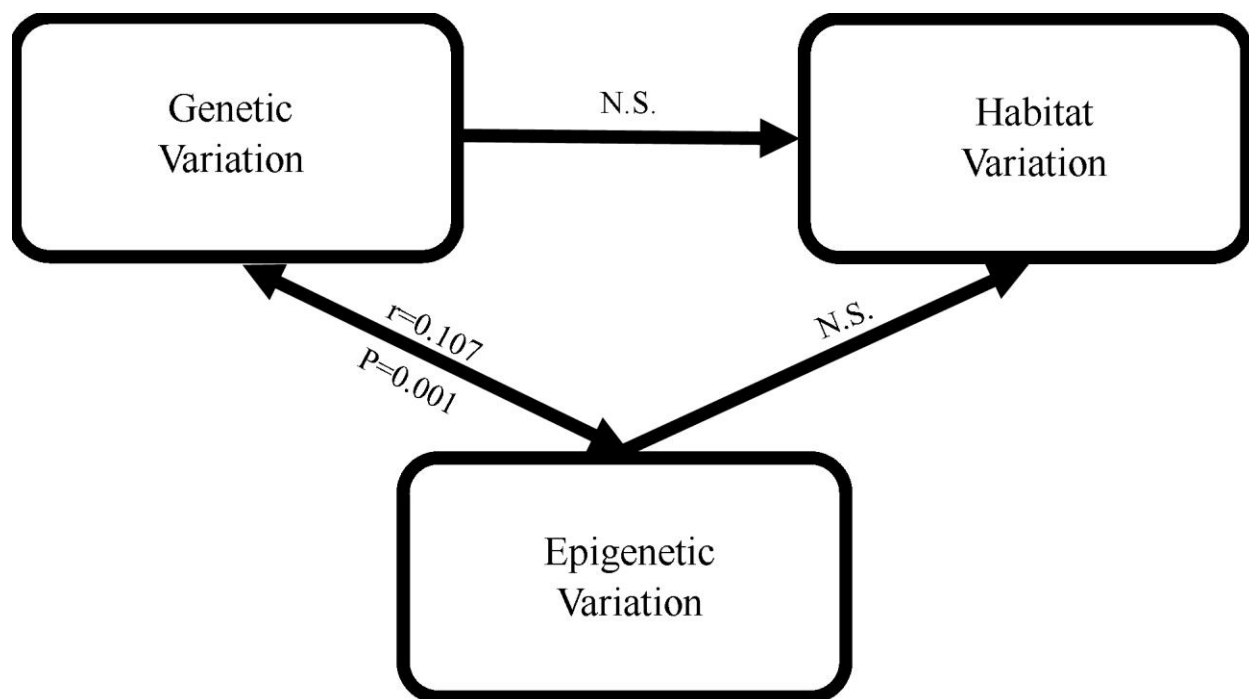 Genetic
Variation
N.S.
Habitat
Variation
r=0.107
P=0.001
N.S.
Epigenetic
Variation